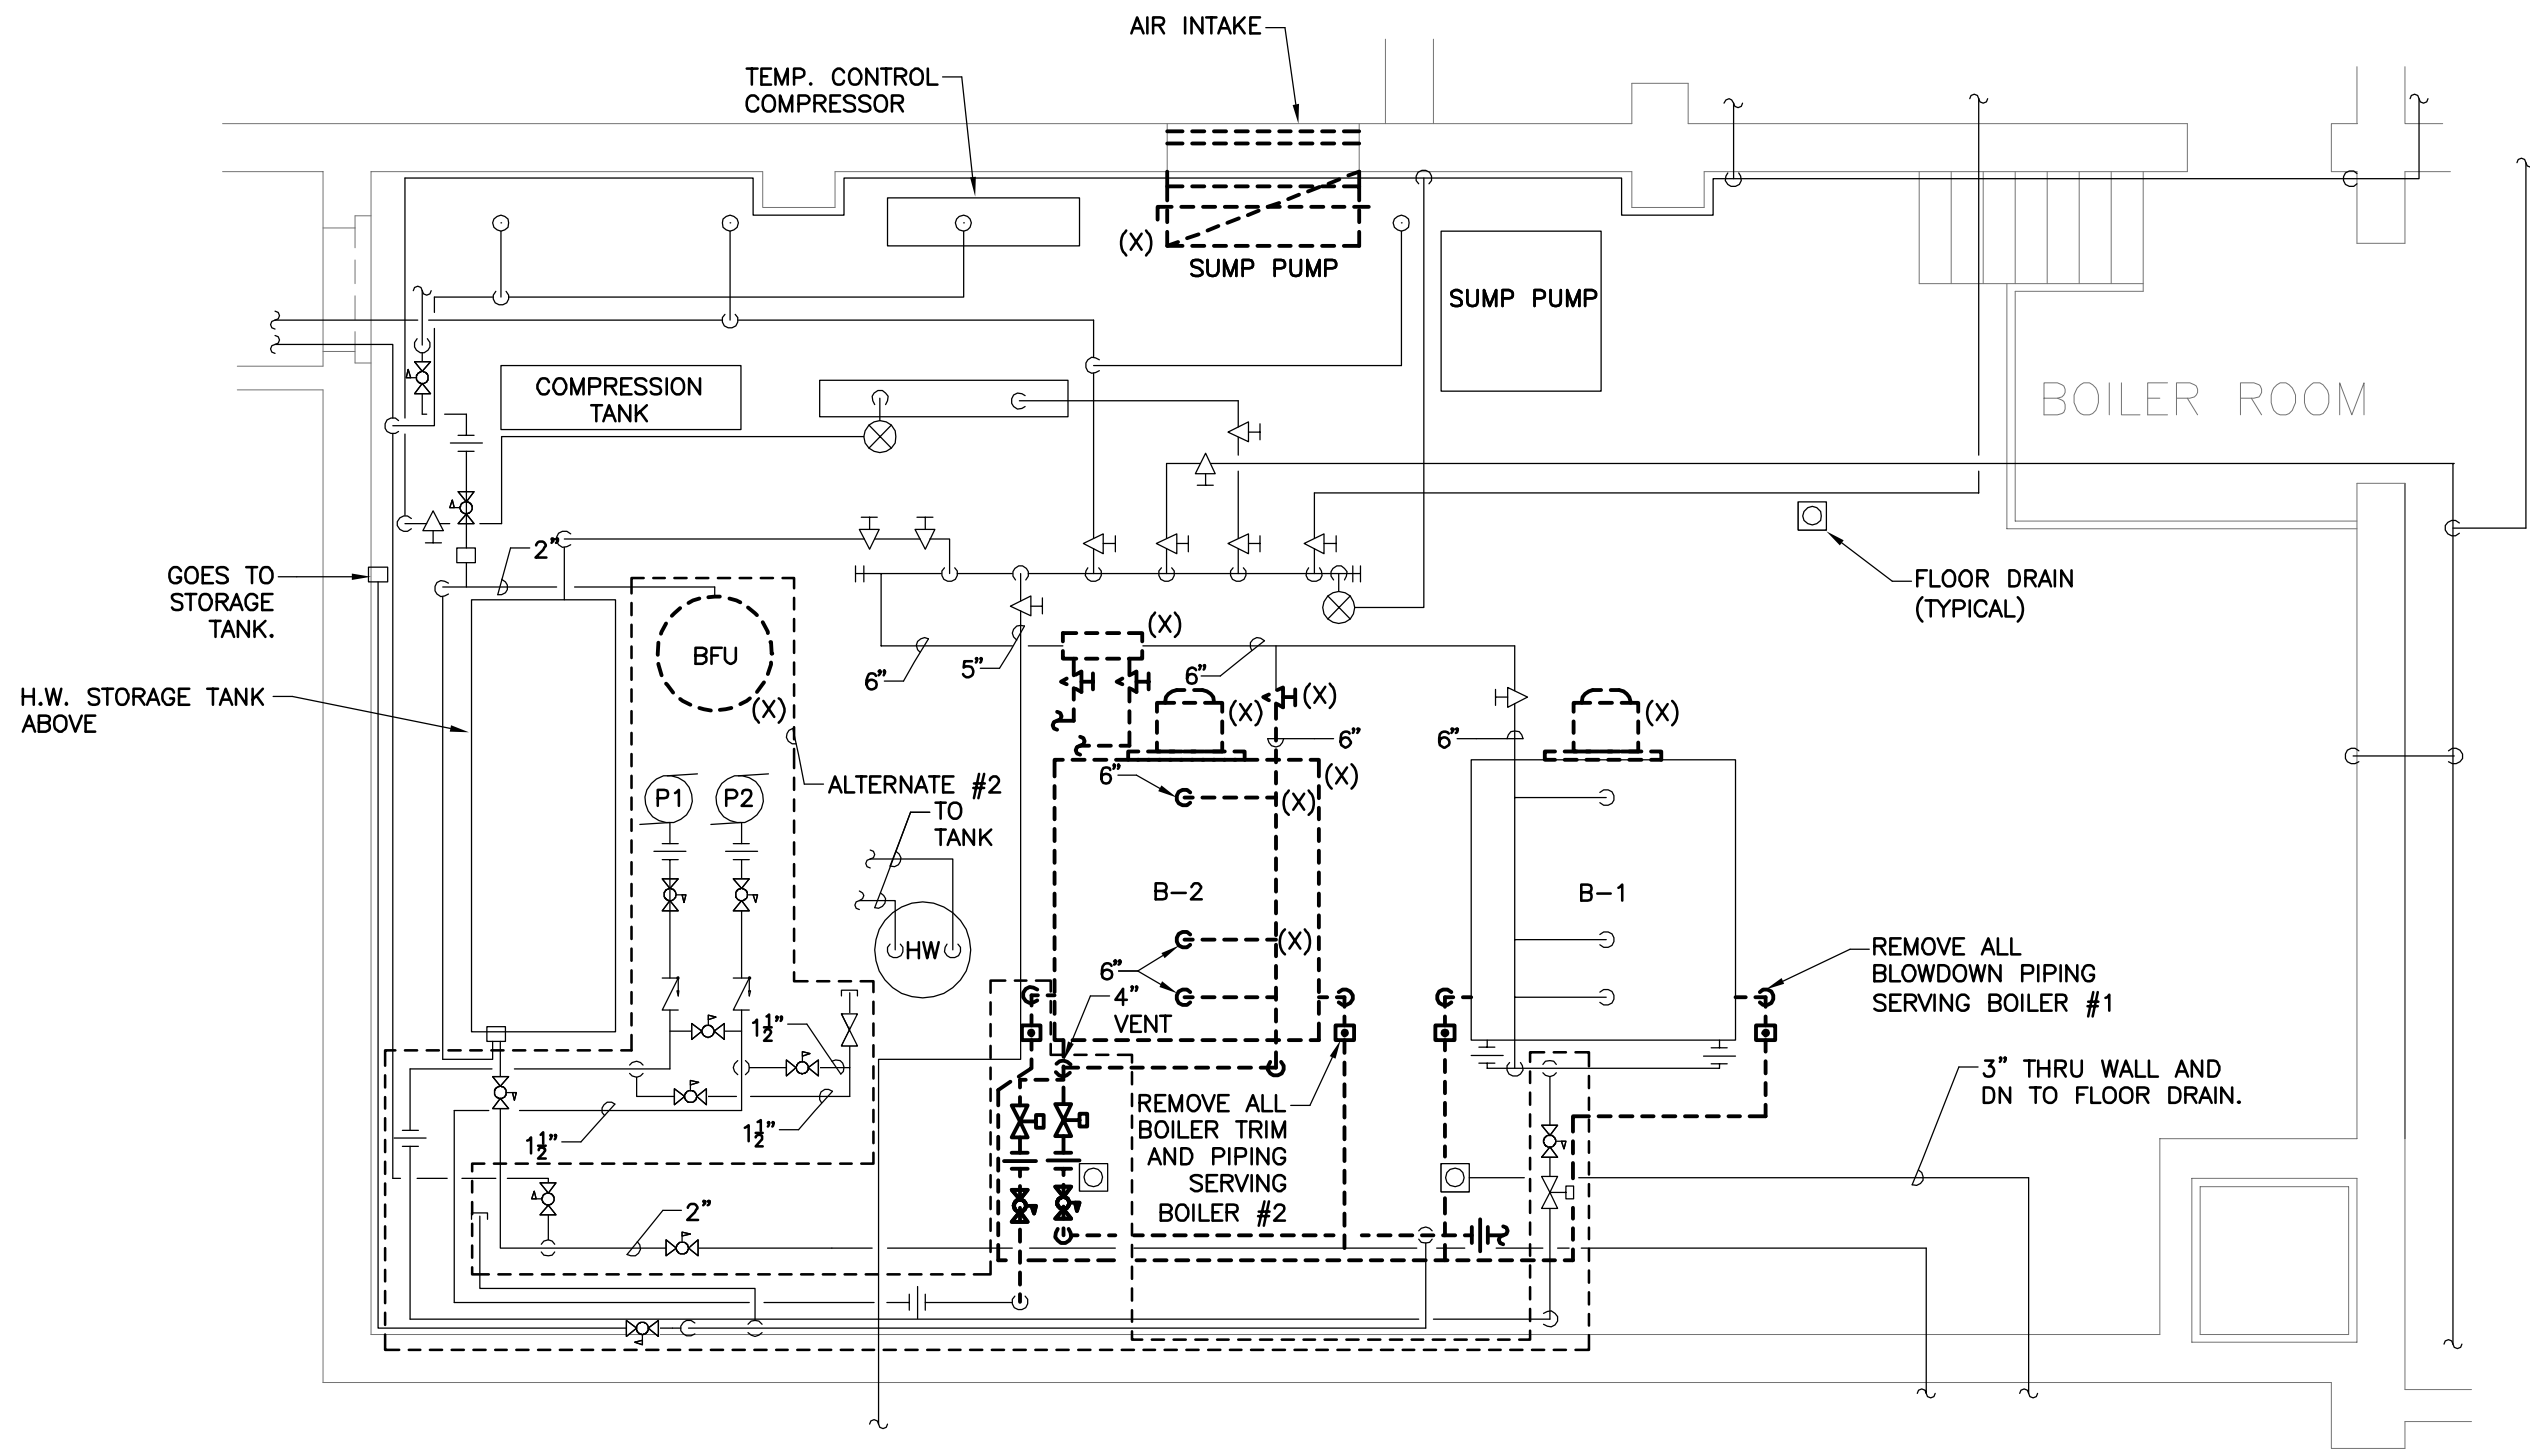 AIR INTAKE
TEMP. CONTROL
COMPRESSOR
(X)
SUMP PUMP
SUMP PUMP
COMPRESSION
TANK
BOILER ROOM
2"
GOES TO
STORAGE
TANK.
FLOOR DRAIN
(TYPICAL)
(X)
BFU
(X)
6"
5"
6"
(X)
H.W. STORAGE TANK
ABOVE
(X)
(X)
6"
6"
ALTERNATE #2
TO
TANK
P1
P2
6"
(X)
(X)
B-2
B-1
HW
(X)
6"
4"
VENT
REMOVE ALL
BLOWDOWN PIPING
SERVING BOILER #1
1½"
1½"
1½"
REMOVE ALL
BOILER TRIM
AND PIPING
SERVING
BOILER #2
3" THRU WALL AND
DN TO FLOOR DRAIN.
2"